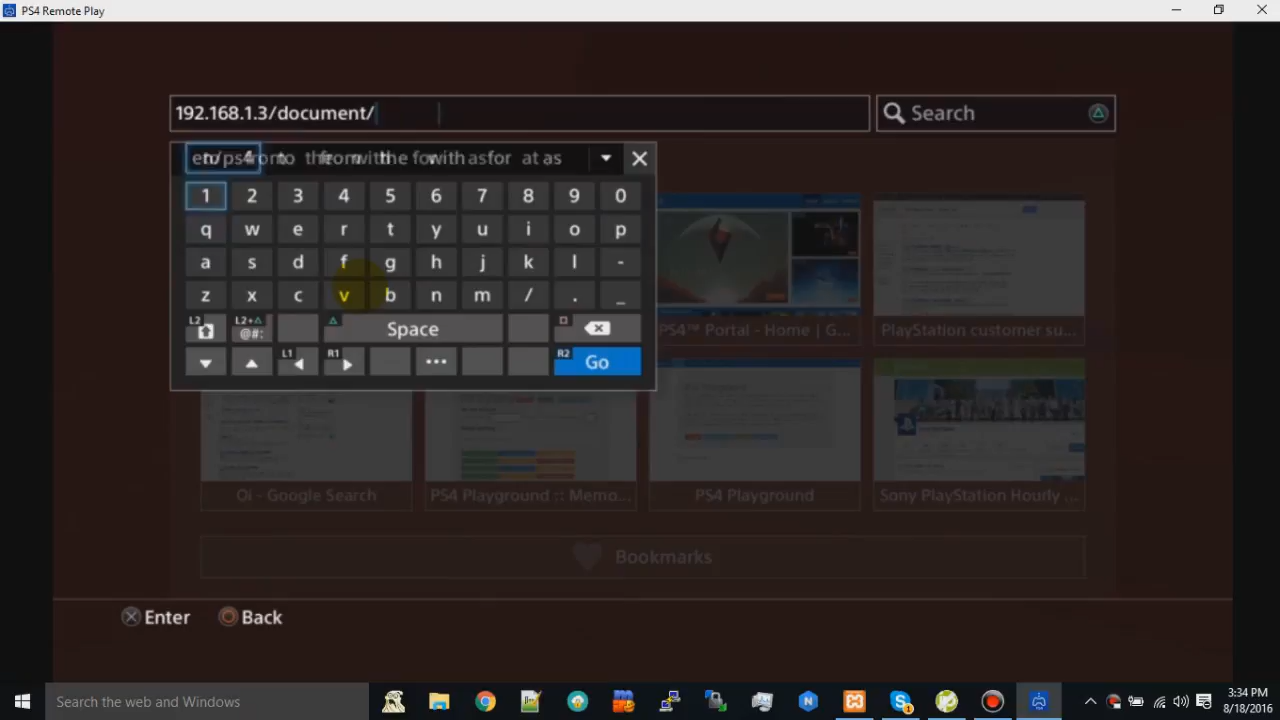 PS4 Remote Play
192.168.1.3/document/
Search
at as
1 2 3 4 5 6 7 8 9 0
q w e r t y u i o p
a s d f g h j k l -
z x c v b n m / . _
L2 L2+△ @#: △ Space □
L1 R1 ... R2 Go
PS4™ Portal - Home | G...
PlayStation customer su...
Oi - Google Search
PS4 Playground :: Memo...
PS4 Playground
Sony PlayStation Hourly ...
Bookmarks
Enter Back
Search the web and Windows
3:34 PM
8/18/2016